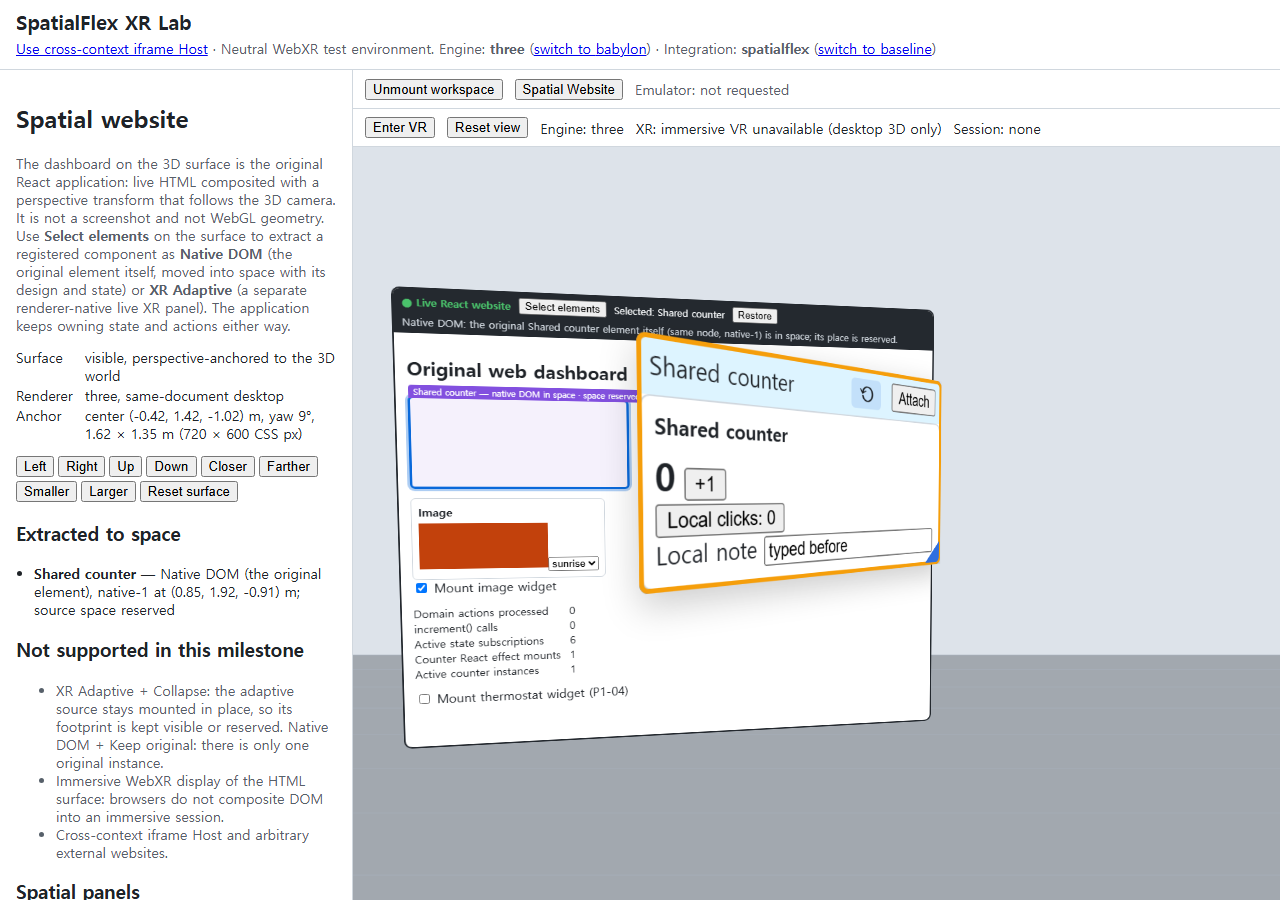 SpatialFlex XR Lab
Use cross-context iframe Host · Neutral WebXR test environment. Engine: three (switch to babylon) · Integration: spatialflex (switch to baseline)
Spatial website
The dashboard on the 3D surface is the original
React application: live HTML composited with a
perspective transform that follows the 3D camera.
It is not a screenshot and not WebGL geometry.
Use Select elements on the surface to extract a
registered component as Native DOM (the
original element itself, moved into space with its
design and state) or XR Adaptive (a separate
renderer-native live XR panel). The application
keeps owning state and actions either way.
Surface visible, perspective-anchored to the 3D
world
Renderer three, same-document desktop
Anchor center (-0.42, 1.42, -1.02) m, yaw 9°,
1.62 × 1.35 m (720 × 600 CSS px)
Left Right Up Down Closer Farther
Smaller Larger Reset surface
Extracted to space
• Shared counter — Native DOM (the original
element), native-1 at (0.85, 1.92, -0.91) m;
source space reserved
Not supported in this milestone
• XR Adaptive + Collapse: the adaptive
source stays mounted in place, so its
footprint is kept visible or reserved. Native
DOM + Keep original: there is only one
original instance.
• Immersive WebXR display of the HTML
surface: browsers do not composite DOM
into an immersive session.
• Cross-context iframe Host and arbitrary
external websites.
Spatial panels
Unmount workspace Spatial Website Emulator: not requested
Enter VR Reset view Engine: three XR: immersive VR unavailable (desktop 3D only) Session: none
Live React website Select elements Selected: Shared counter Restore
Native DOM: the original Shared counter element itself (same node, native-1) is in space; its place is reserved.
Original web dashboard
Shared counter — native DOM in space · space reserved
Image
sunrise
Mount image widget
Domain actions processed 0
increment() calls 0
Active state subscriptions 6
Counter React effect mounts 1
Active counter instances 1
Mount thermostat widget (P1-04)
Shared counter Attach
Shared counter
0 +1
Local clicks: 0
Local note typed before